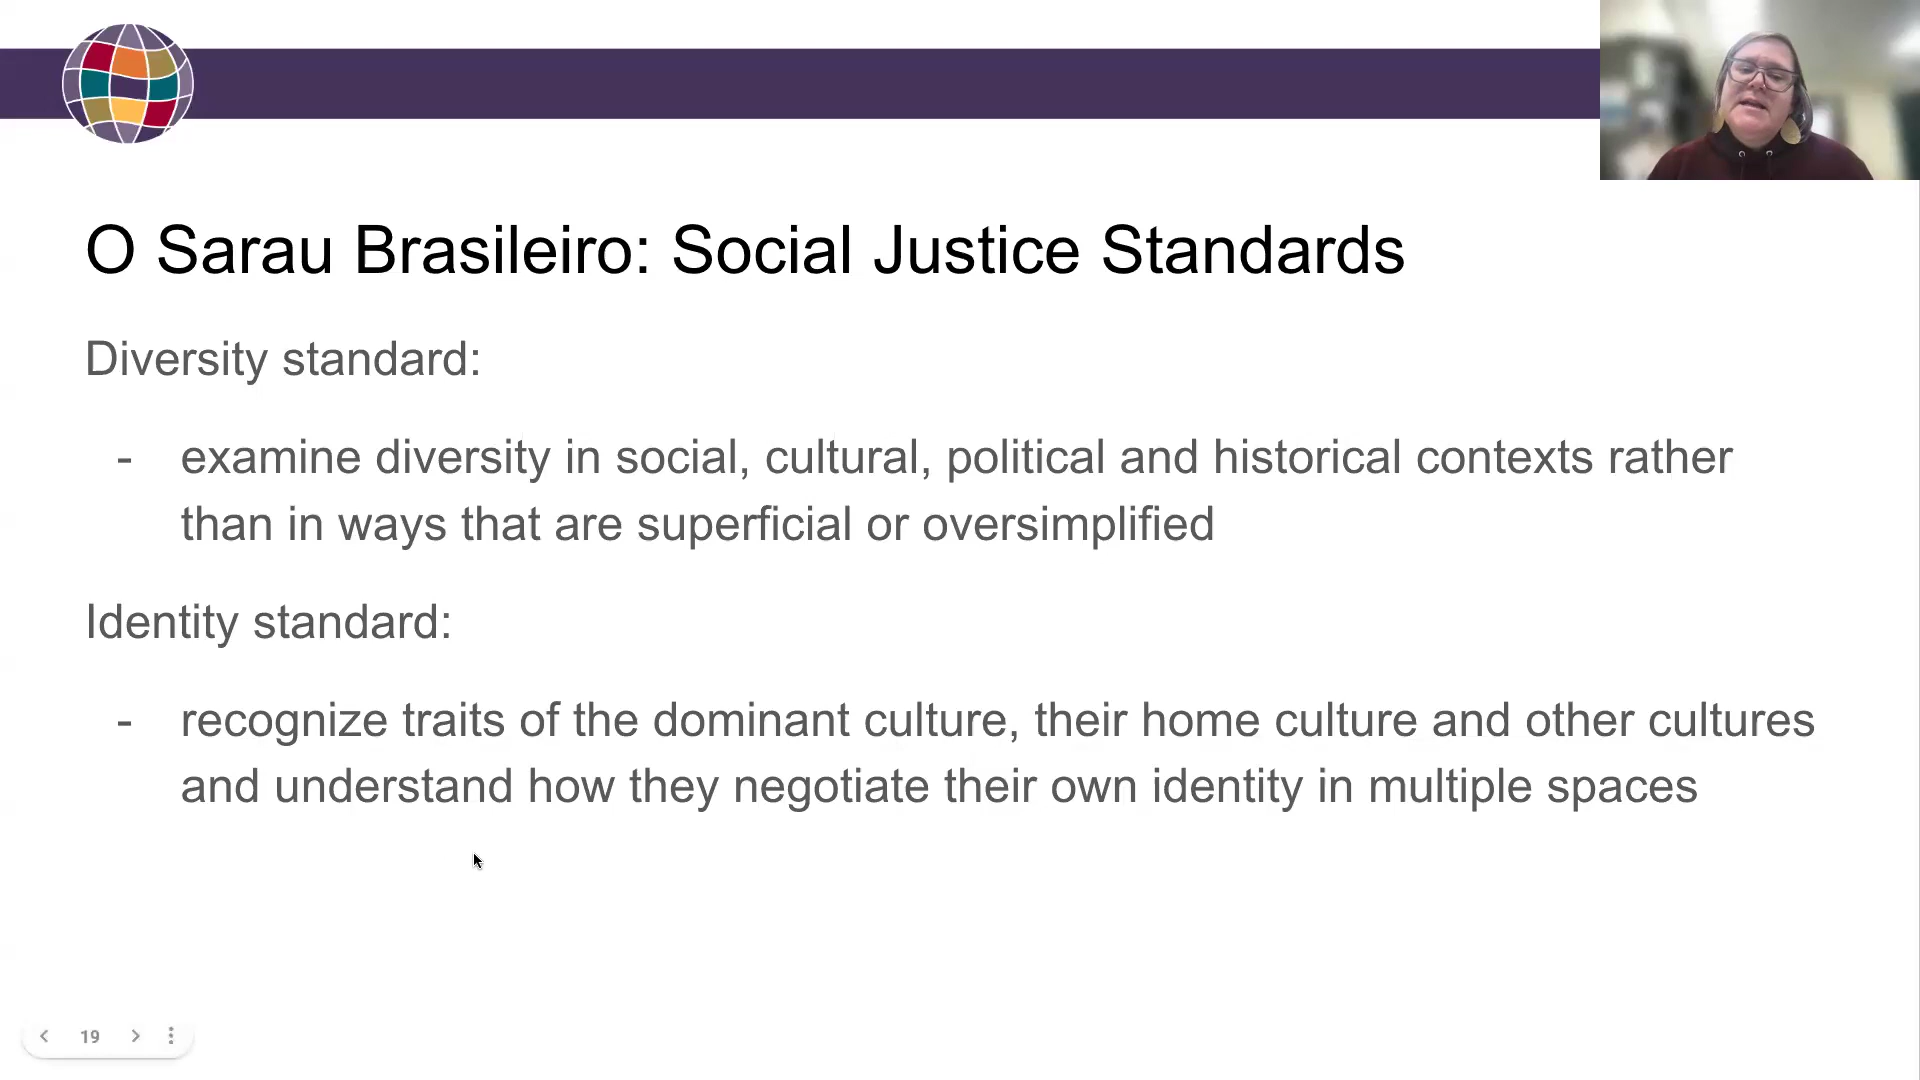 O Sarau Brasileiro: Social Justice Standards
Diversity standard:
- examine diversity in social, cultural, political and historical contexts rather
than in ways that are superficial or oversimplified
Identity standard:
- recognize traits of the dominant culture, their home culture and other cultures
and understand how they negotiate their own identity in multiple spaces
19